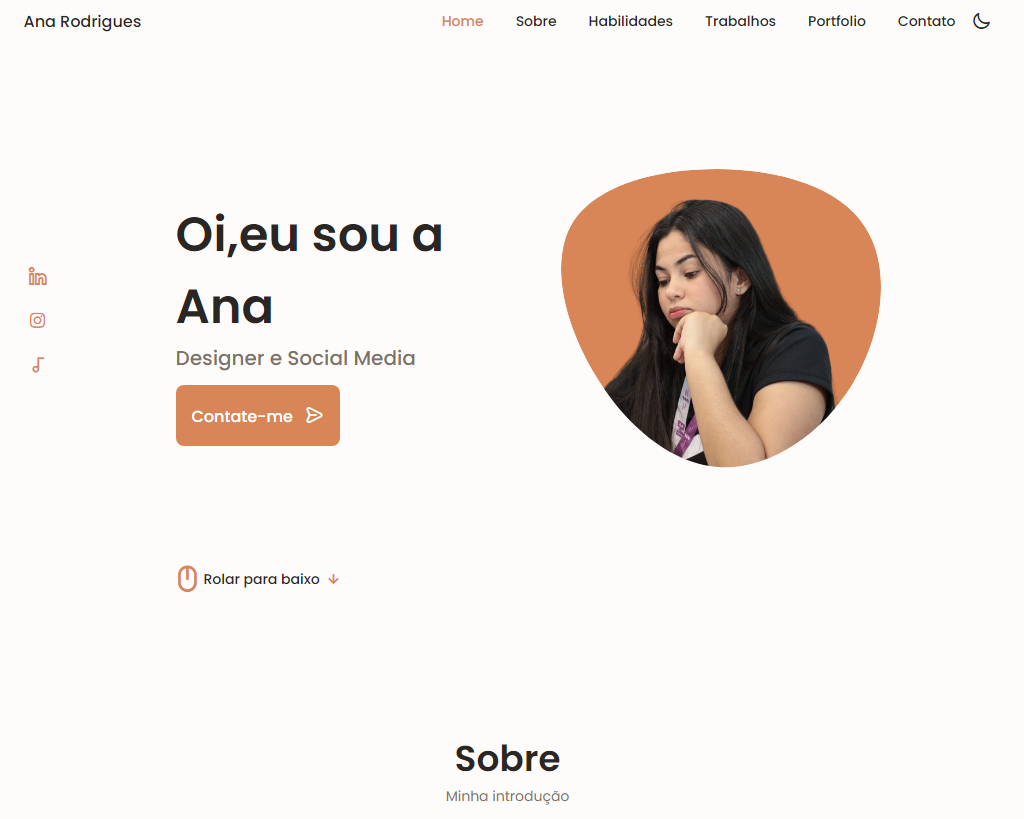 Ana Rodrigues
Home Sobre Habilidades Trabalhos Portfolio Contato
Oi,eu sou a
Ana
Designer e Social Media
Contate-me
Rolar para baixo
Sobre
Minha introdução